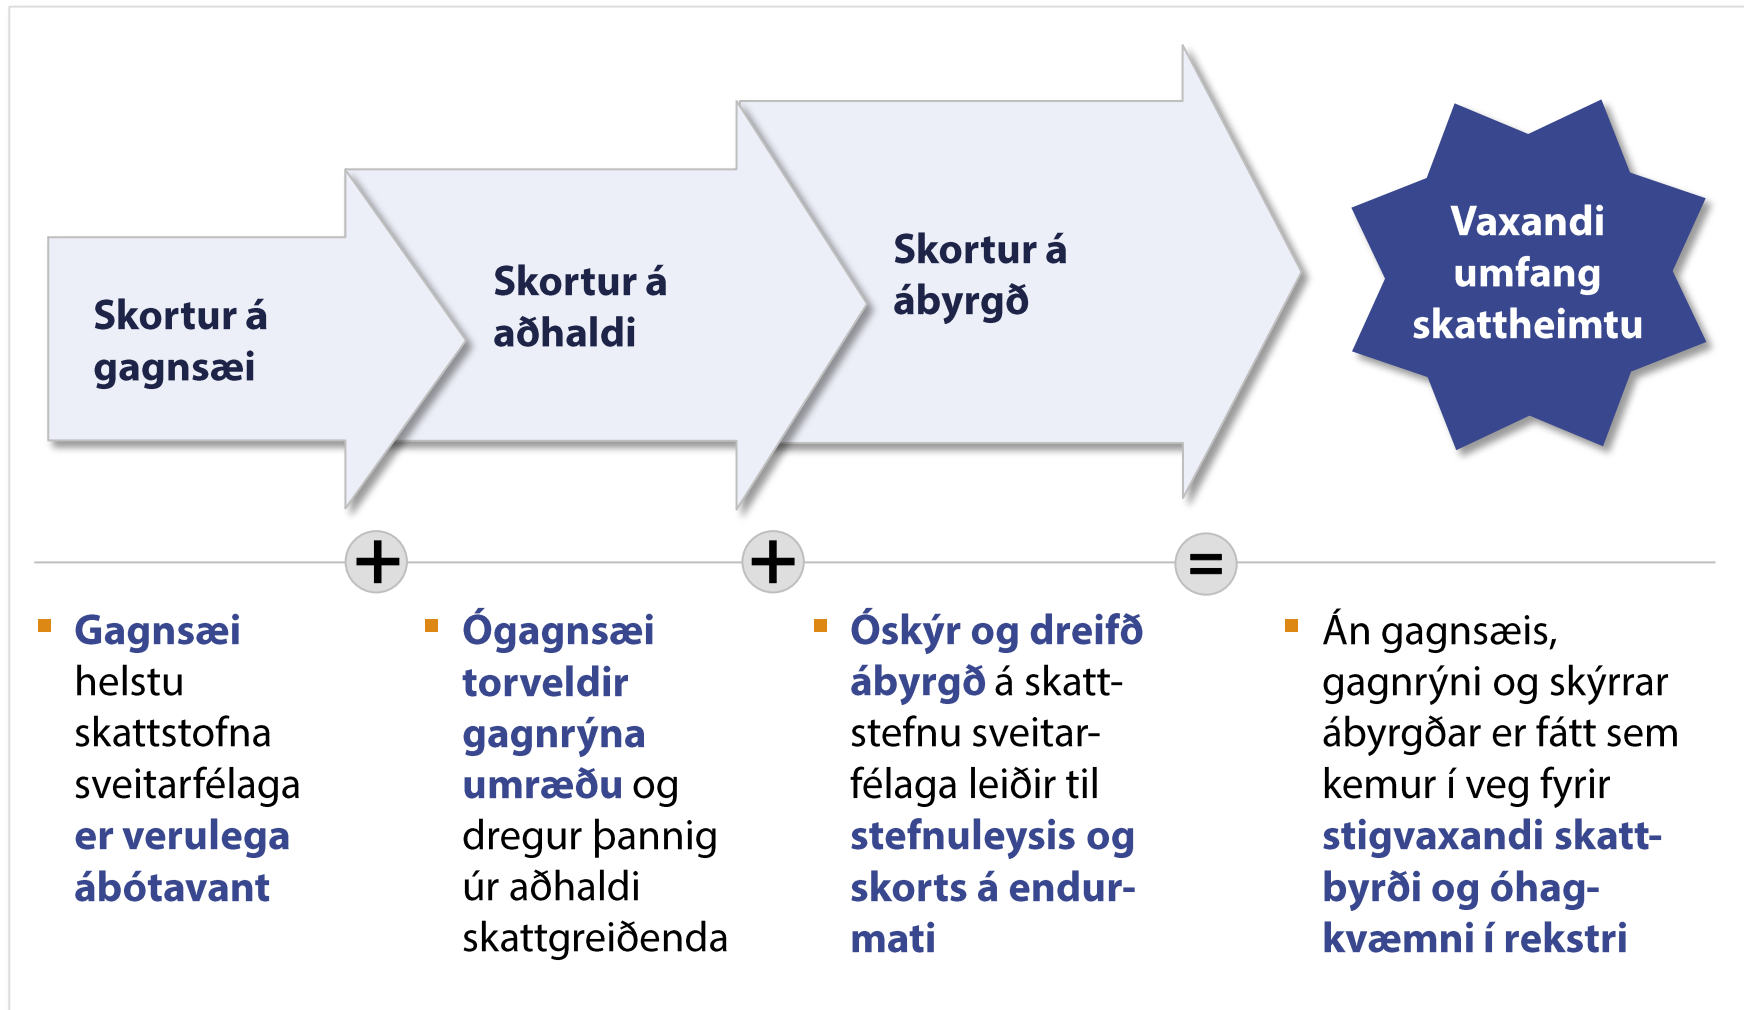 Skortur á
gagnsæi
Skortur á
aðhaldi
Skortur á
ábyrgð
Vaxandi
umfang
skattheimtu
+
+
=
Gagnsæi
helstu
skattstofna
sveitarfélaga
er verulega
ábótavant
Ógagnsæi
torveldir
gagnrýna
umræðu og
dregur þannig
úr aðhaldi
skattgreiðenda
Óskýr og dreifð
ábyrgð á skatt-
stefnu sveitar-
félaga leiðir til
stefnuleysis og
skorts á endur-
mati
Án gagnsæis,
gagnrýni og skýrrar
ábyrgðar er fátt sem
kemur í veg fyrir
stigvaxandi skatt-
byrði og óhag-
kvæmni í rekstri